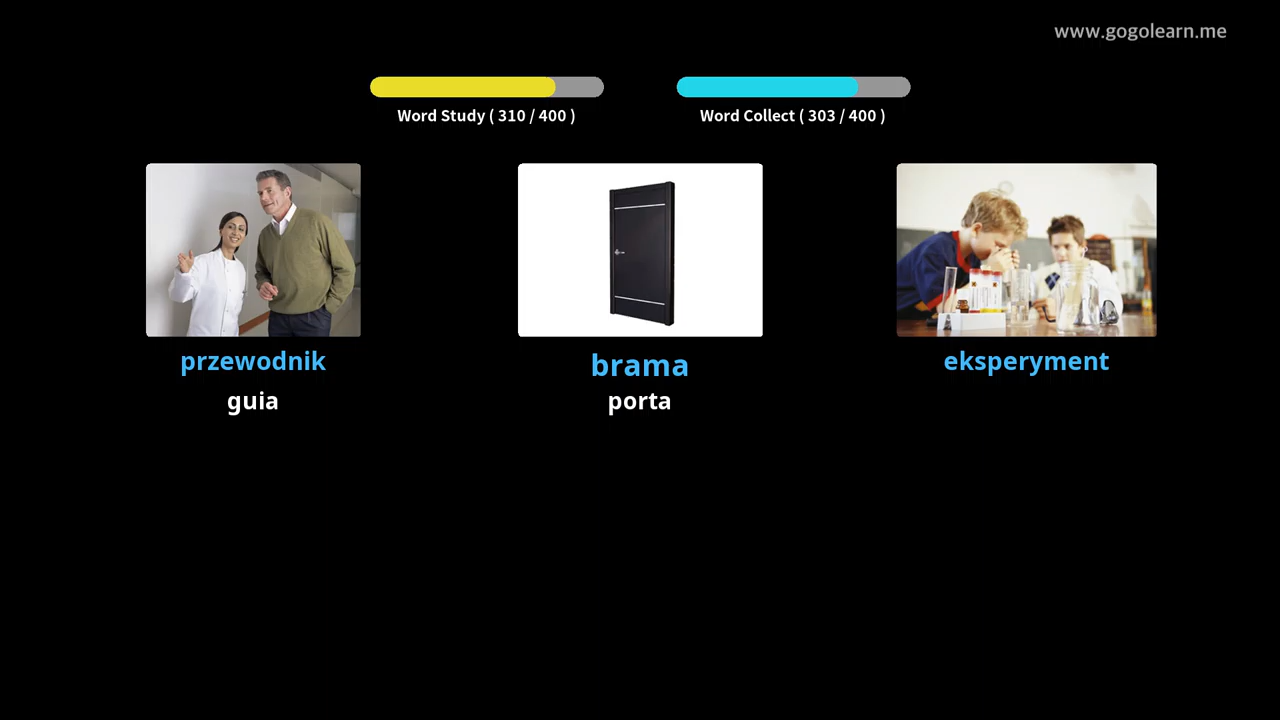 www.gogolearn.me
Word Study ( 310 / 400 )
Word Collect ( 303 / 400 )
przewodnik
brama
eksperyment
guia
porta